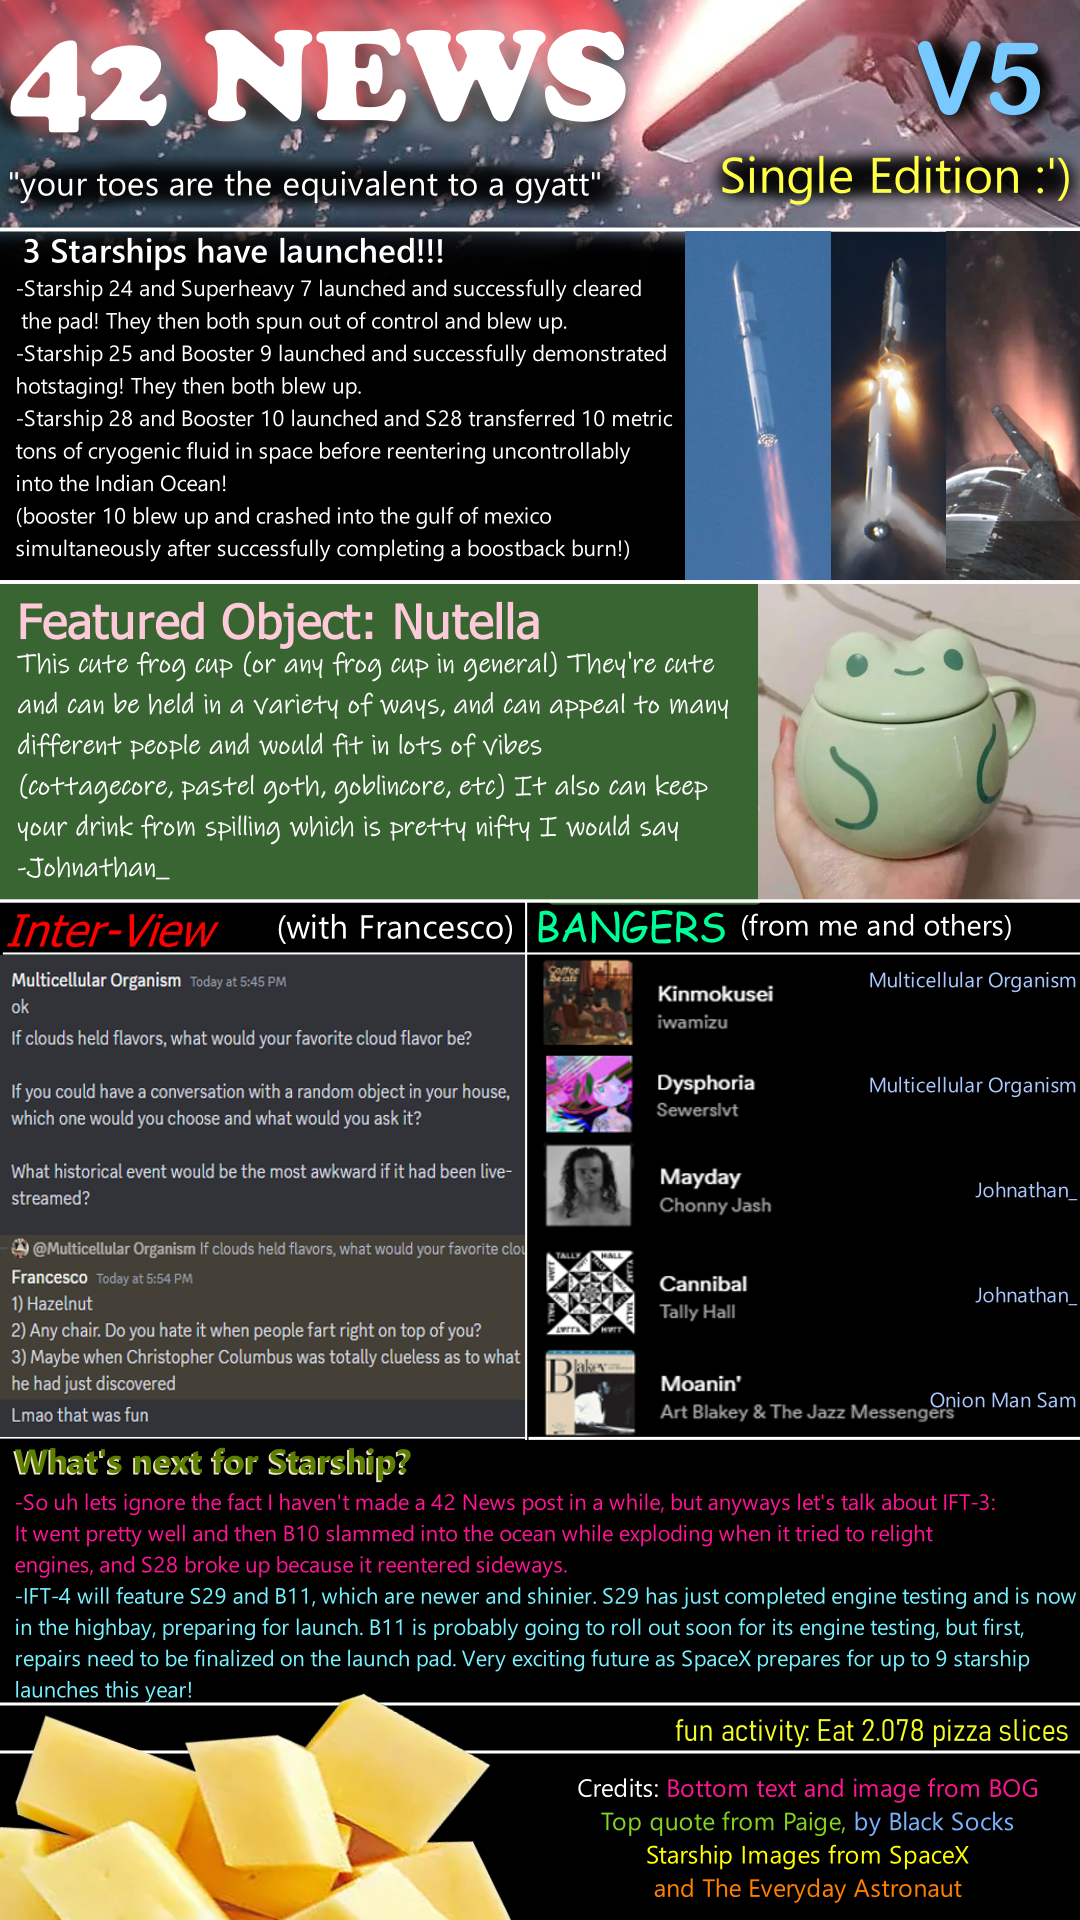 42 NEWS
V5
"your toes are the equivalent to a gyatt"
Single Edition :')
3 Starships have launched!!!
-Starship 24 and Superheavy 7 launched and successfully cleared
the pad! They then both spun out of control and blew up.
-Starship 25 and Booster 9 launched and successfully demonstrated
hotstaging! They then both blew up.
-Starship 28 and Booster 10 launched and S28 transferred 10 metric
tons of cryogenic fluid in space before reentering uncontrollably
into the Indian Ocean!
(booster 10 blew up and crashed into the gulf of mexico
simultaneously after successfully completing a boostback burn!)
Featured Object: Nutella
This cute frog cup (or any frog cup in general) They're cute
and can be held in a variety of ways, and can appeal to many
different people and would fit in lots of vibes
(cottagecore, pastel goth, goblincore, etc) It also can keep
your drink from spilling which is pretty nifty I would say
-Johnathan_
Inter-View (with Francesco)
Multicellular Organism Today at 5:45 PM
ok
If clouds held flavors, what would your favorite cloud flavor be?
If you could have a conversation with a random object in your house,
which one would you choose and what would you ask it?
What historical event would be the most awkward if it had been live-
streamed?
@Multicellular Organism If clouds held flavors, what would your favorite clou
Francesco Today at 5:54 PM
1) Hazelnut
2) Any chair. Do you hate it when people fart right on top of you?
3) Maybe when Christopher Columbus was totally clueless as to what
he had just discovered
Lmao that was fun
BANGERS (from me and others)
Coffee
Beats
Kinmokusei
iwamizu
Multicellular Organism
Dysphoria
Sewerslvt
Multicellular Organism
Mayday
Chonny Jash
Johnathan_
TALLY HALL
Cannibal
Tally Hall
Johnathan_
Blakey
Moanin'
Art Blakey & The Jazz Messengers
Onion Man Sam
What's next for Starship?
-So uh lets ignore the fact I haven't made a 42 News post in a while, but anyways let's talk about IFT-3:
It went pretty well and then B10 slammed into the ocean while exploding when it tried to relight
engines, and S28 broke up because it reentered sideways.
-IFT-4 will feature S29 and B11, which are newer and shinier. S29 has just completed engine testing and is now
in the highbay, preparing for launch. B11 is probably going to roll out soon for its engine testing, but first,
repairs need to be finalized on the launch pad. Very exciting future as SpaceX prepares for up to 9 starship
launches this year!
fun activity: Eat 2.078 pizza slices
Credits: Bottom text and image from BOG
Top quote from Paige, by Black Socks
Starship Images from SpaceX
and The Everyday Astronaut